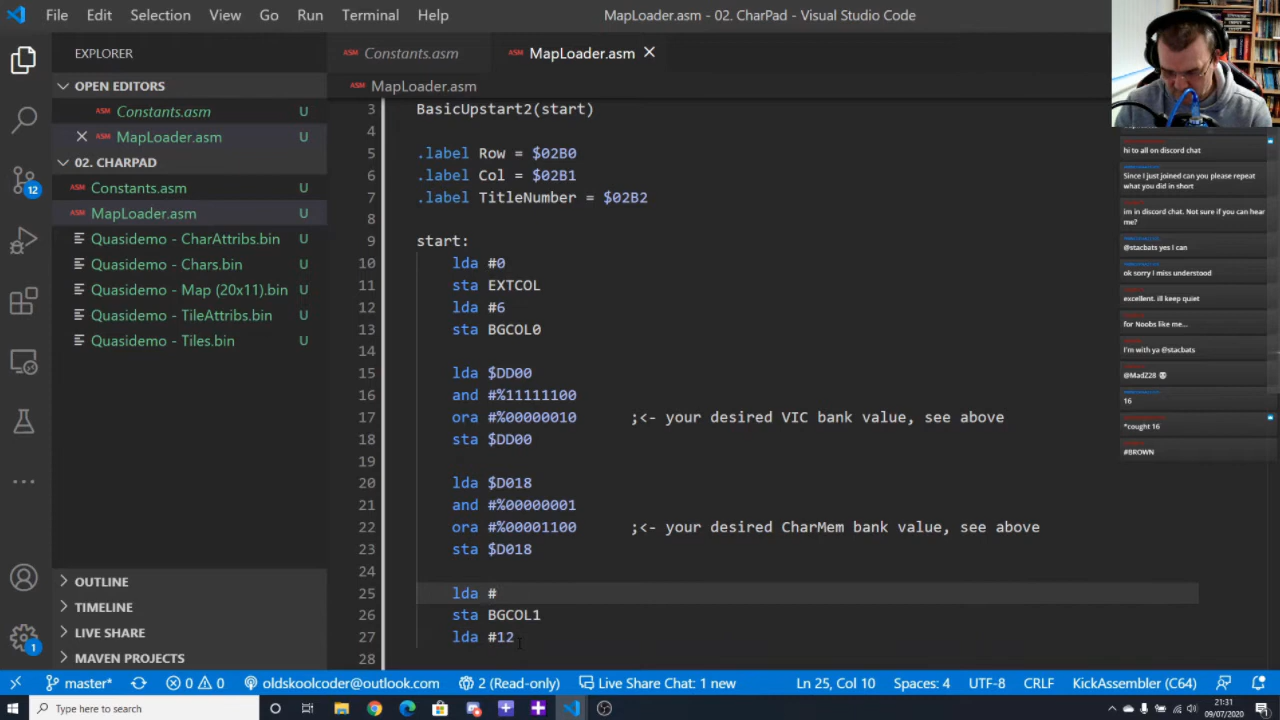 File Edit Selection View Go Run Terminal Help MapLoader.asm - 02. CharPad - Visual Studio Code
EXPLORER
OPEN EDITORS
ASM Constants.asm U
ASM MapLoader.asm U
02. CHARPAD
ASM Constants.asm U
ASM MapLoader.asm U
Quasidemo - CharAttribs.bin U
Quasidemo - Chars.bin U
Quasidemo - Map (20x11).bin U
Quasidemo - TileAttribs.bin U
Quasidemo - Tiles.bin U
OUTLINE
TIMELINE
LIVE SHARE
MAVEN PROJECTS
12
1
ASM Constants.asm ASM MapLoader.asm
ASM MapLoader.asm
3 BasicUpstart2(start)
4
5 .label Row = $02B0
6 .label Col = $02B1
7 .label TitleNumber = $02B2
8
9 start:
10 lda #0
11 sta EXTCOL
12 lda #6
13 sta BGCOL0
14
15 lda $DD00
16 and #%11111100
17 ora #%00000010 ;<- your desired VIC bank value, see above
18 sta $DD00
19
20 lda $D018
21 and #%00000001
22 ora #%00001100 ;<- your desired CharMem bank value, see above
23 sta $D018
24
25 lda #
26 sta BGCOL1
27 lda #12
28
hi to all on discord chat
Since I just joined can you please repeat
what you did in short
im in discord chat. Not sure if you can hear
me?
@stacbats yes I can
ok sorry I miss understood
excellent. ill keep quiet
for Noobs like me...
I'm with ya @stacbats
@MadZ28
16
*cought 16
#BROWN
master* 0 0 oldskoolcoder@outlook.com 2 (Read-only) Live Share Chat: 1 new Ln 25, Col 10 Spaces: 4 UTF-8 CRLF KickAssembler (C64)
Type here to search
21:31
09/07/2020